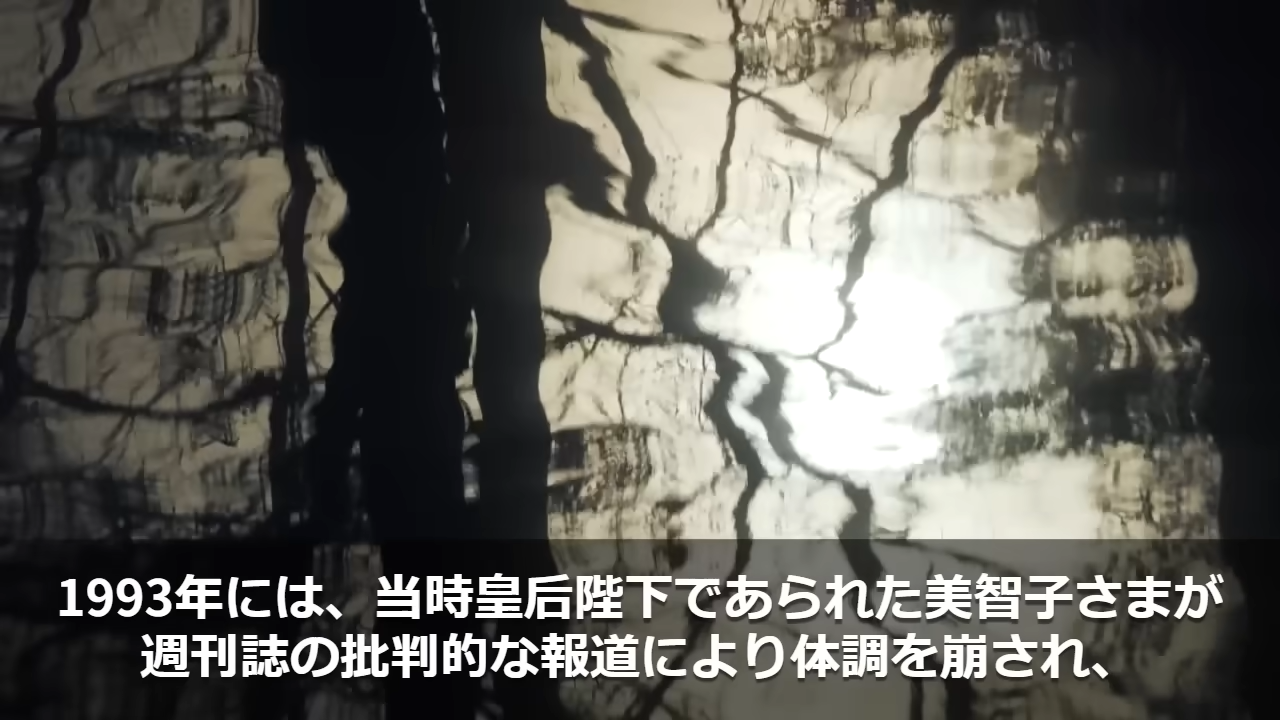 1993年には、当時皇后陛下であられた美智子さまが
週刊誌の批判的な報道により体調を崩され、